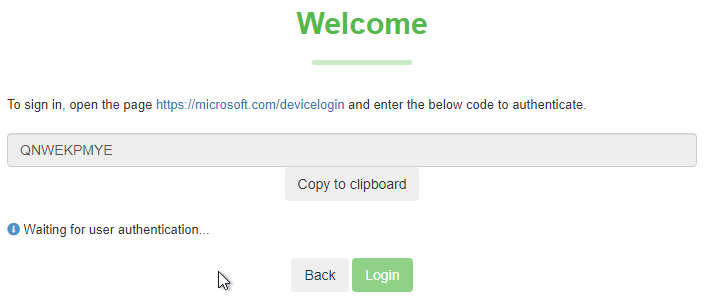 Welcome
To sign in, open the page https://microsoft.com/devicelogin and enter the below code to authenticate.
QNWEKPMYE
Copy to clipboard
Waiting for user authentication...
Back Login